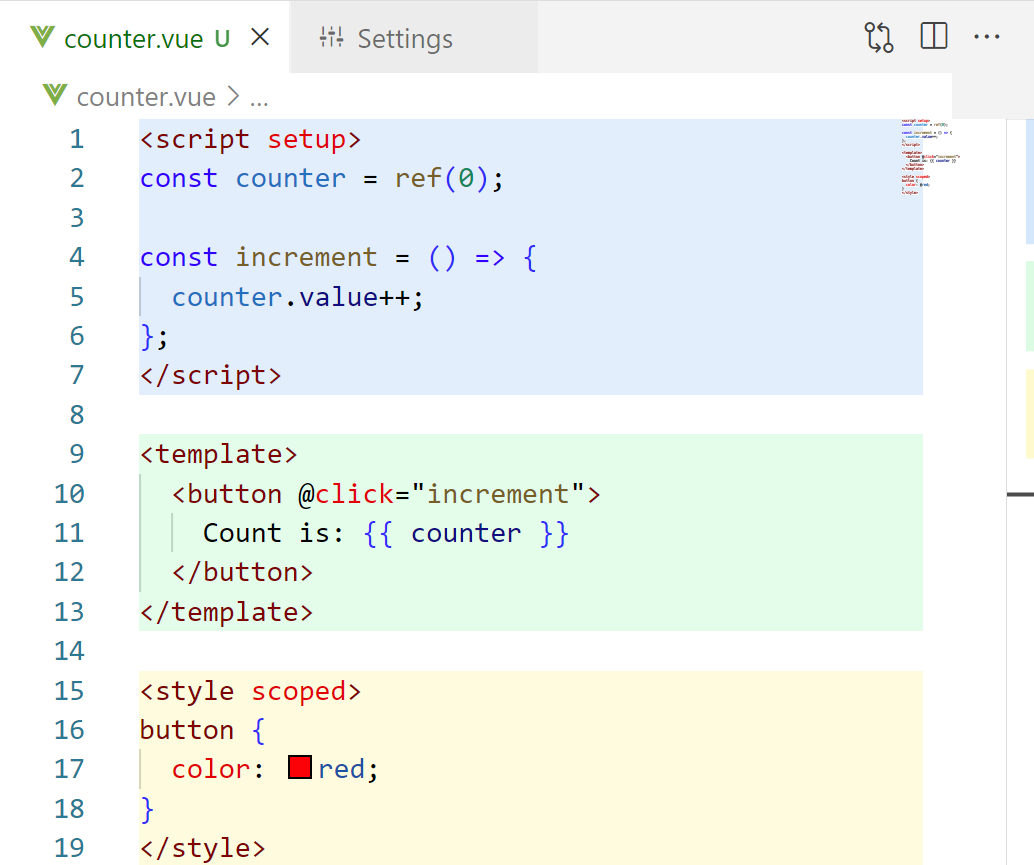 counter.vue U
Settings
counter.vue > ...
1 <script setup>
2 const counter = ref(0);
3
4 const increment = () => {
5   counter.value++;
6 };
7 </script>
8
9 <template>
10   <button @click="increment">
11     Count is: {{ counter }}
12   </button>
13 </template>
14
15 <style scoped>
16 button {
17   color: red;
18 }
19 </style>